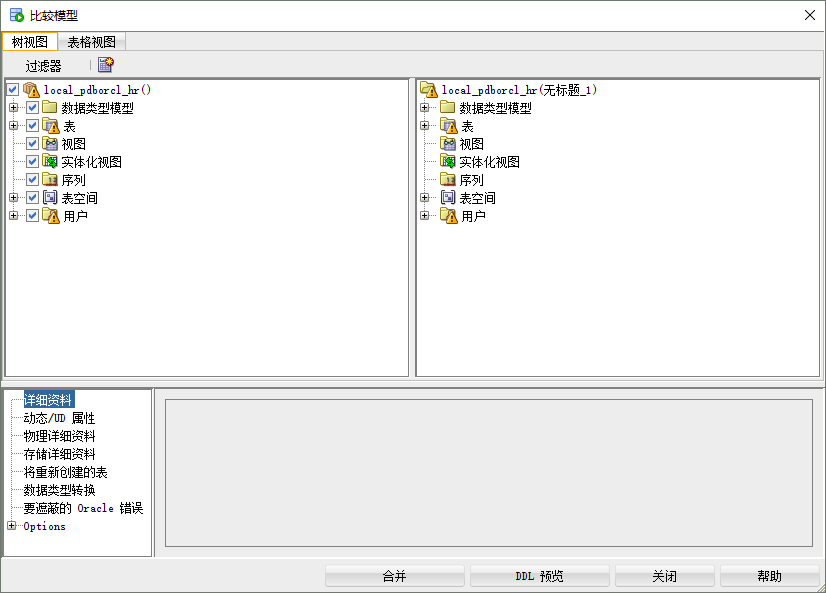 比较模型
树视图 表格视图
过滤器
local_pdborcl_hr()
数据类型模型
表
视图
实体化视图
序列
表空间
用户
local_pdborcl_hr(无标题_1)
数据类型模型
表
视图
实体化视图
序列
表空间
用户
详细资料
动态/UD 属性
物理详细资料
存储详细资料
将重新创建的表
数据类型转换
要遮蔽的 Oracle 错误
Options
合并 DDL 预览 关闭 帮助